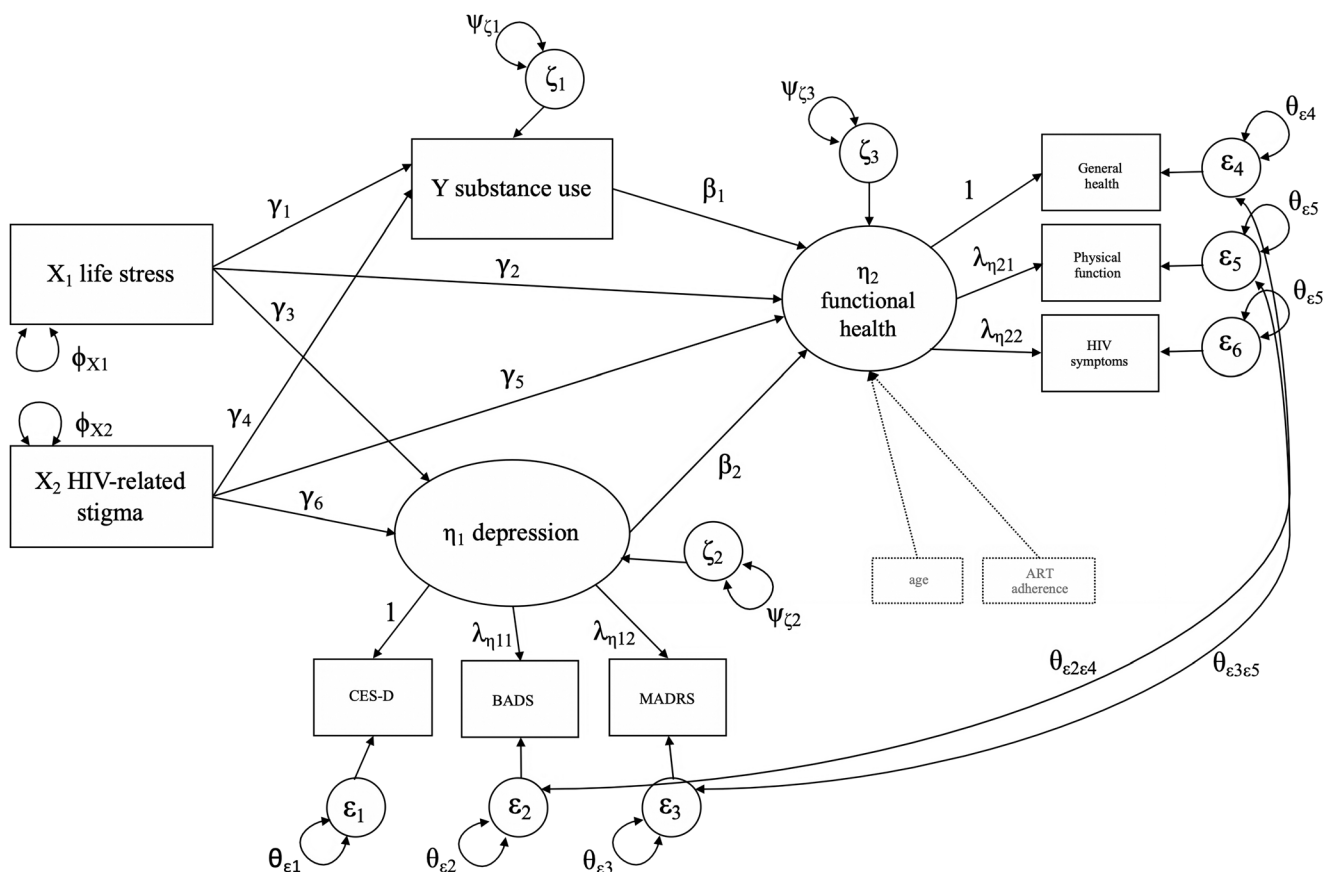 ψζ1
ζ1
Y substance use
ψζ3
ζ3
θε4
General
health
ε4
1
β1
γ1
X1 life stress
γ2
η2
functional
health
λη21
Physical
function
ε5
θε5
γ3
ϕX1
λη22
HIV
symptoms
ε6
θε5
γ5
ϕX2
γ4
X2 HIV-related
stigma
γ6
β2
η1 depression
ζ2
ψζ2
age
ART
adherence
1
λη11
λη12
CES-D
BADS
MADRS
θε2ε4
θε3ε5
ε1
ε2
ε3
θε1
θε2
θε3